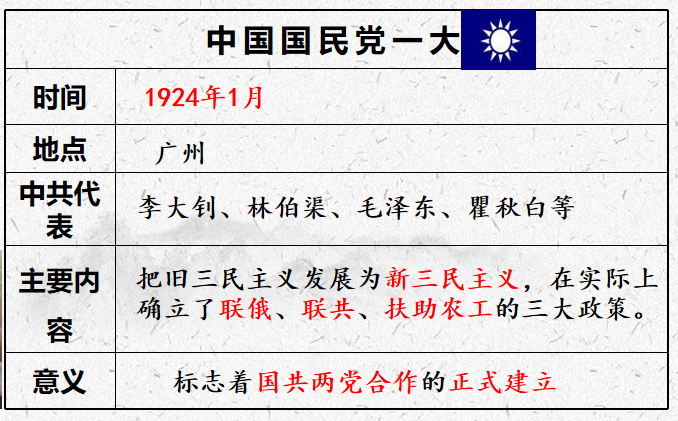 中国国民党一大
时间
1924年1月
地点
广州
中共代
表
李大钊、林伯渠、毛泽东、瞿秋白等
主要内
容
把旧三民主义发展为新三民主义，在实际上
确立了联俄、联共、扶助农工的三大政策。
意义
标志着国共两党合作的正式建立